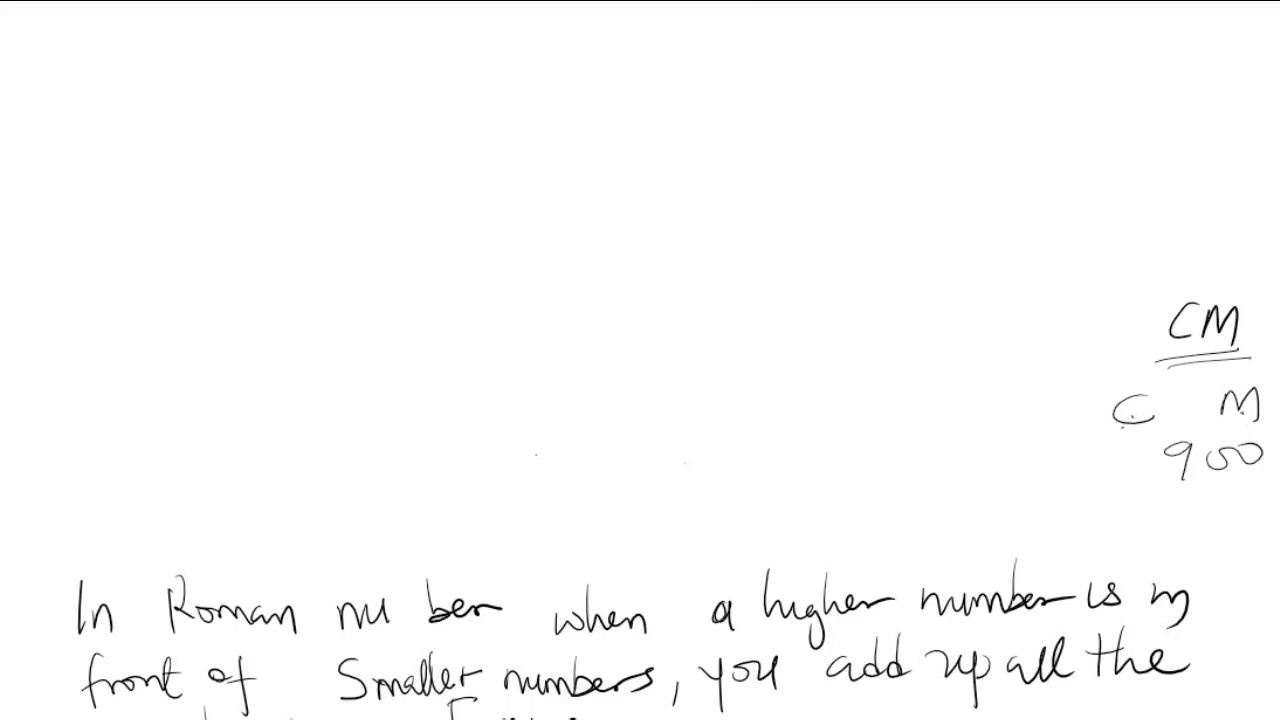 CM
C M
900
In Roman nu ber when a higher number is in
front of smaller numbers, you add up all the